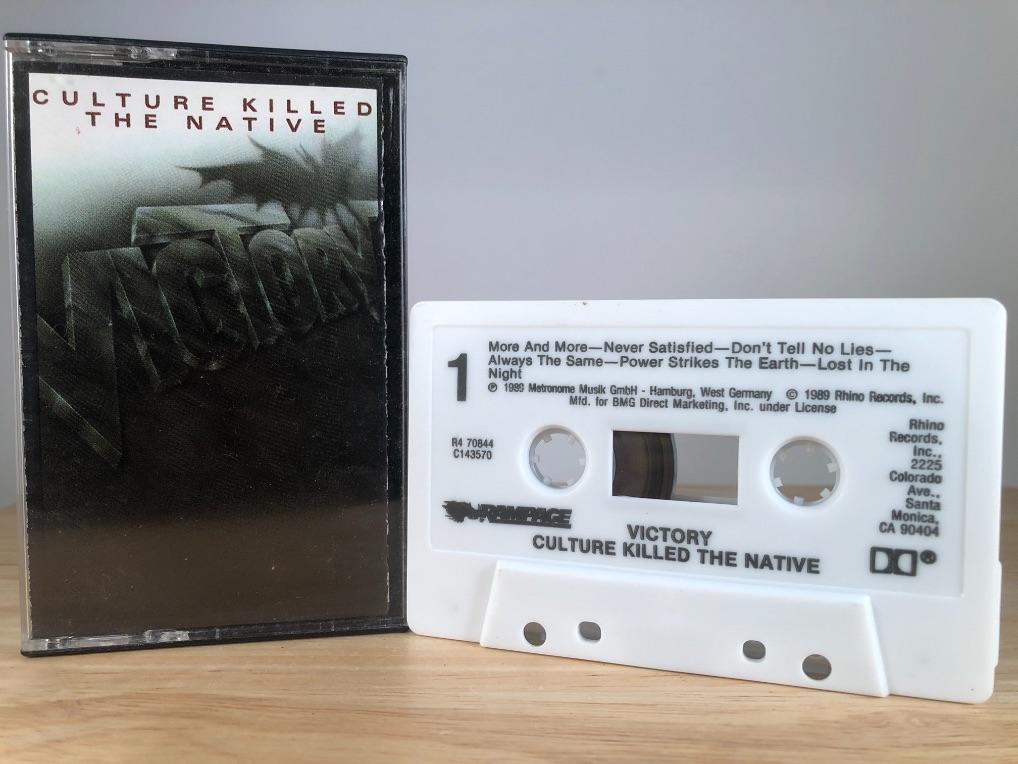 CULTURE KILLED
THE NATIVE
VICTORY
1
More And More—Never Satisfied—Don't Tell No Lies—
Always The Same—Power Strikes The Earth—Lost In The
Night
℗ 1989 Metronome Musik GmbH - Hamburg, West Germany © 1989 Rhino Records, Inc.
Mfd. for BMG Direct Marketing, Inc. under License
R4 70844
C143570
Rhino
Records,
Inc.,
2225
Colorado
Ave.,
Santa
Monica,
CA 90404
RAMPAGE
VICTORY
CULTURE KILLED THE NATIVE
®